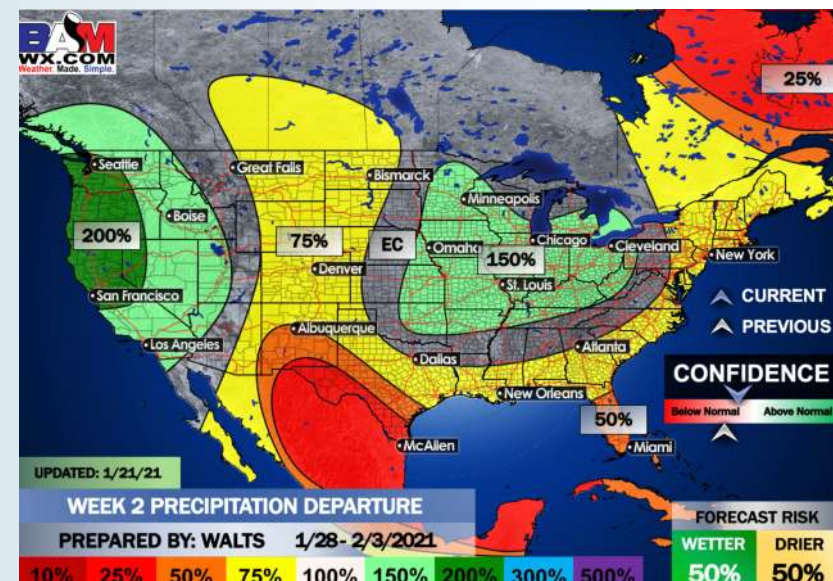 BAM
WX.COM
Weather. Made. Simple.
25%
Seattle
Great Falls
Bismarck
Minneapolis
Boise
200%
75%
EC
Omaha
Chicago
150%
Cleveland
New York
Denver
St. Louis
San Francisco
CURRENT
PREVIOUS
Albuquerque
Los Angeles
Dallas
Atlanta
CONFIDENCE
Below Normal
Above Normal
New Orleans
50%
McAllen
Miami
UPDATED: 1/21/21
WEEK 2 PRECIPITATION DEPARTURE
PREPARED BY: WALTS 1/28- 2/3/2021
FORECAST RISK
WETTER DRIER
50% 50%
10% 25% 50% 75% 100% 150% 200% 300% 500%